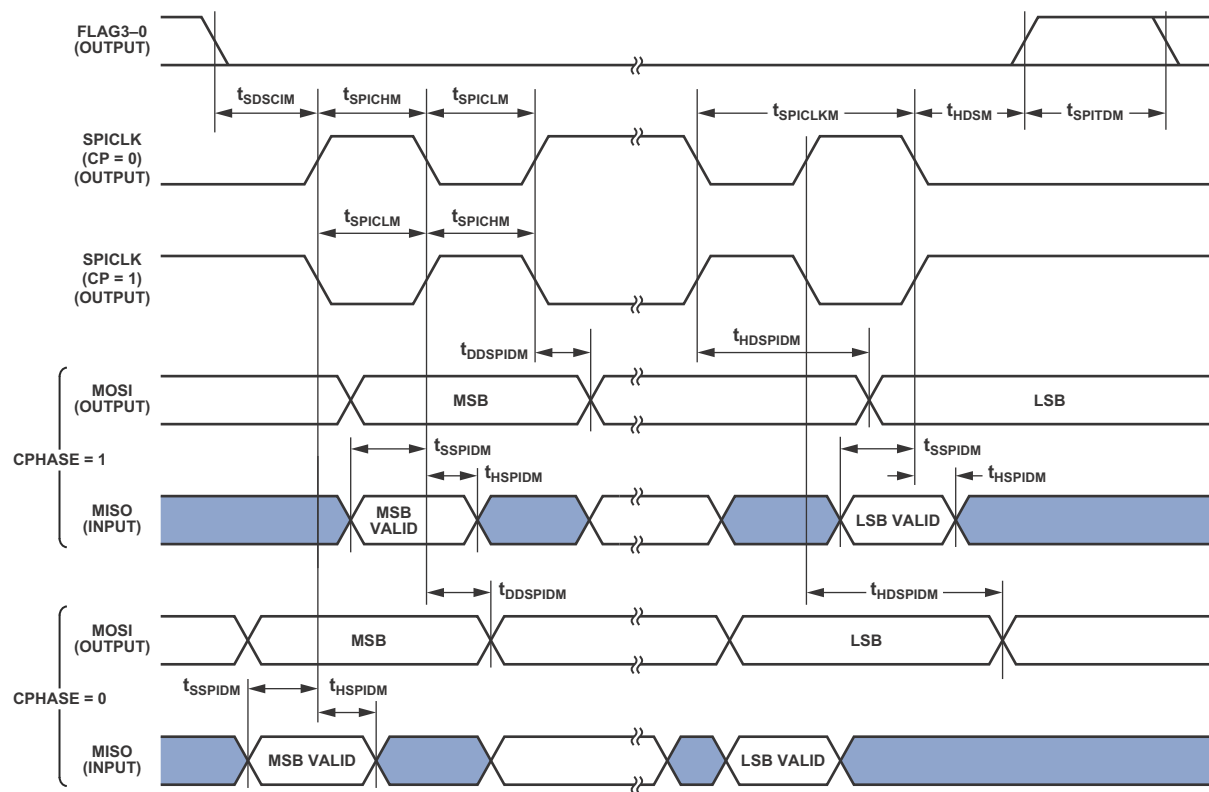 FLAG3–0
(OUTPUT)
tSDSCIM
tSPICHM
tSPICLM
tSPICLKM
tHDSM
tSPITDM
SPICLK
(CP = 0)
(OUTPUT)
tSPICLM
tSPICHM
SPICLK
(CP = 1)
(OUTPUT)
tDDSPIDM
tHDSPIDM
CPHASE = 1
MOSI
(OUTPUT)
MSB
LSB
tSSPIDM
tHSPIDM
tSSPIDM
tHSPIDM
MISO
(INPUT)
MSB
VALID
LSB VALID
tDDSPIDM
tHDSPIDM
CPHASE = 0
MOSI
(OUTPUT)
MSB
LSB
tSSPIDM
tHSPIDM
MISO
(INPUT)
MSB VALID
LSB VALID